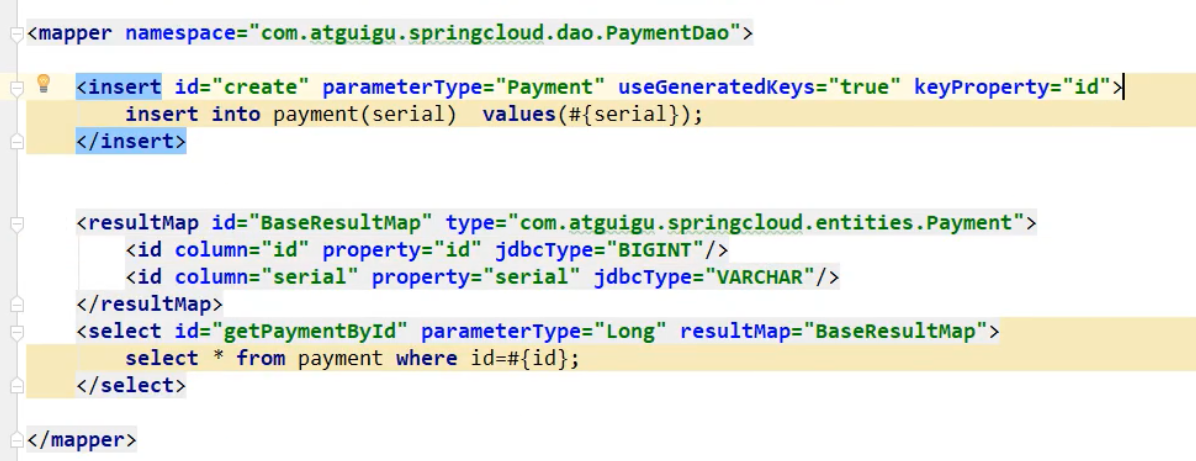 <mapper namespace="com.atguigu.springcloud.dao.PaymentDao">
<insert id="create" parameterType="Payment" useGeneratedKeys="true" keyProperty="id">
insert into payment(serial)  values(#{serial});
</insert>
<resultMap id="BaseResultMap" type="com.atguigu.springcloud.entities.Payment">
<id column="id" property="id" jdbcType="BIGINT"/>
<id column="serial" property="serial" jdbcType="VARCHAR"/>
</resultMap>
<select id="getPaymentById" parameterType="Long" resultMap="BaseResultMap">
select * from payment where id=#{id};
</select>
</mapper>